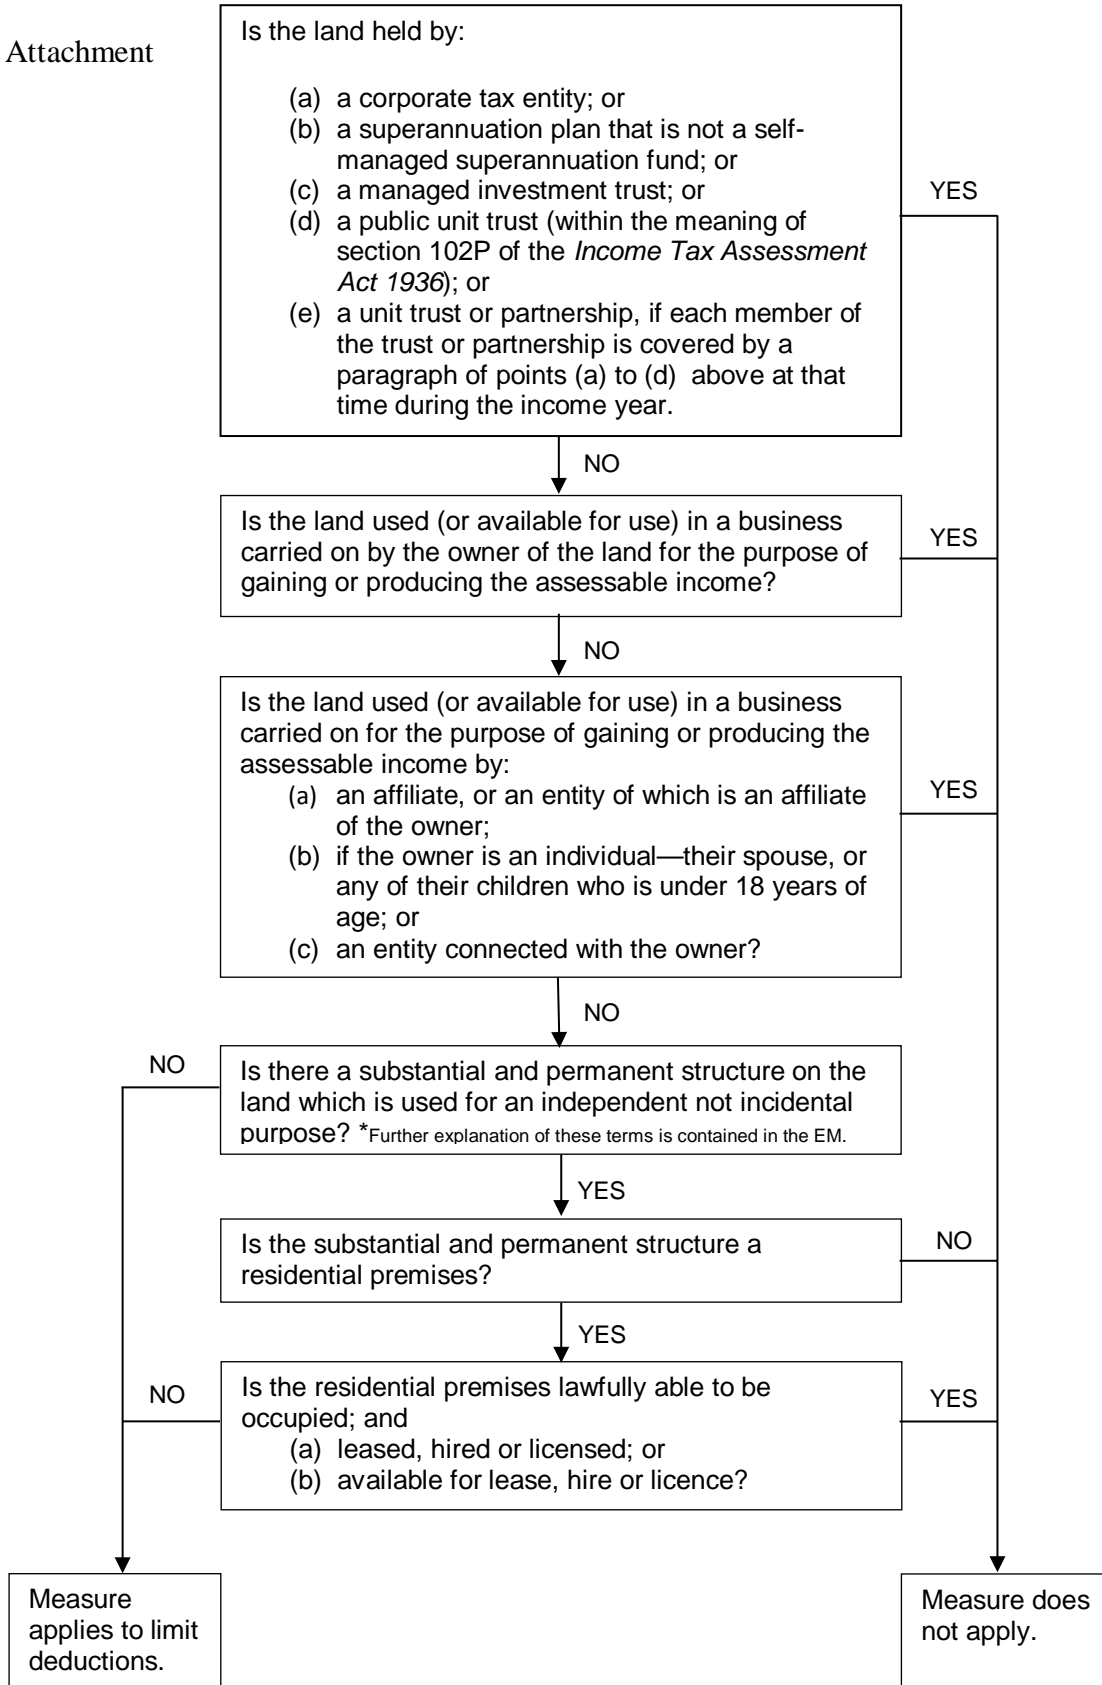 Attachment
Is the land held by:
(a) a corporate tax entity; or
(b) a superannuation plan that is not a self-
managed superannuation fund; or
(c) a managed investment trust; or
(d) a public unit trust (within the meaning of
section 102P of the Income Tax Assessment
Act 1936); or
(e) a unit trust or partnership, if each member of
the trust or partnership is covered by a
paragraph of points (a) to (d) above at that
time during the income year.
YES
NO
Is the land used (or available for use) in a business
carried on by the owner of the land for the purpose of
gaining or producing the assessable income?
YES
NO
Is the land used (or available for use) in a business
carried on for the purpose of gaining or producing the
assessable income by:
(a) an affiliate, or an entity of which is an affiliate
of the owner;
(b) if the owner is an individual—their spouse, or
any of their children who is under 18 years of
age; or
(c) an entity connected with the owner?
YES
NO
NO
Is there a substantial and permanent structure on the
land which is used for an independent not incidental
purpose? *Further explanation of these terms is contained in the EM.
YES
Is the substantial and permanent structure a
residential premises?
NO
YES
NO
Is the residential premises lawfully able to be
occupied; and
(a) leased, hired or licensed; or
(b) available for lease, hire or licence?
YES
Measure
applies to limit
deductions.
Measure does
not apply.